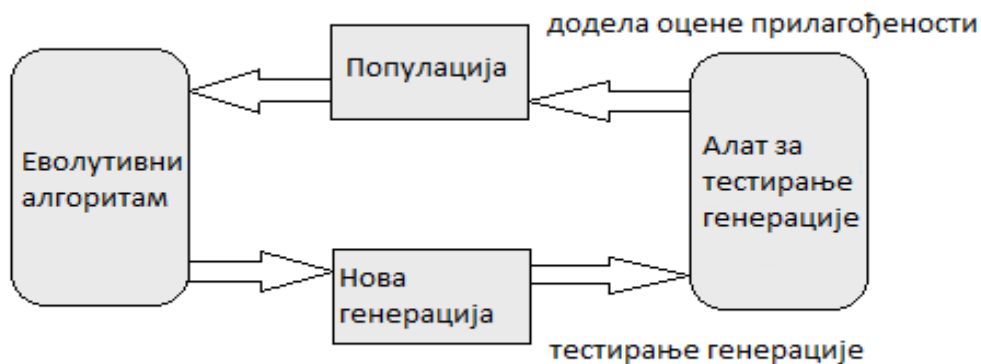 додела оцене прилагођености
Популација
Еволутивни
алгоритам
Алат за
тестирање
генерације
Нова
генерација
тестирање генерације